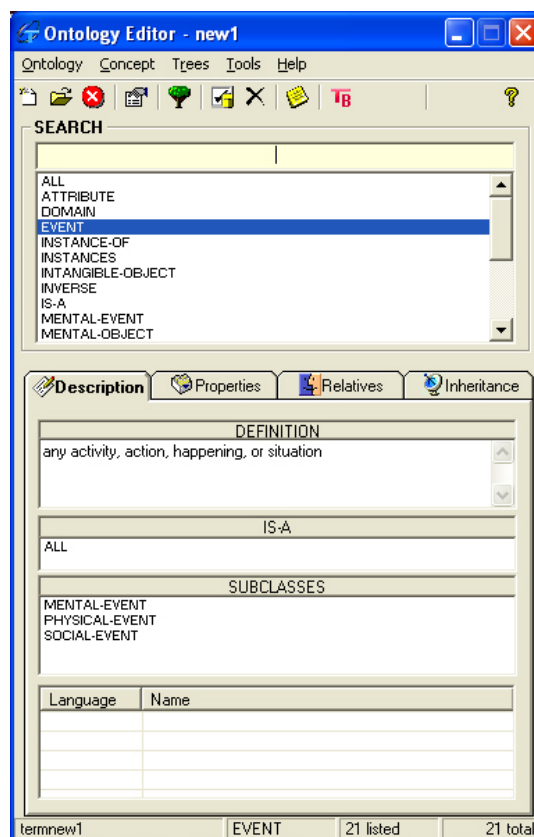 Ontology Editor - new1
Ontology Concept Trees Tools Help
TB
SEARCH
ALL
ATTRIBUTE
DOMAIN
EVENT
INSTANCE-OF
INSTANCES
INTANGIBLE-OBJECT
INVERSE
IS-A
MENTAL-EVENT
MENTAL-OBJECT
Description Properties Relatives Inheritance
DEFINITION
any activity, action, happening, or situation
IS-A
ALL
SUBCLASSES
MENTAL-EVENT
PHYSICAL-EVENT
SOCIAL-EVENT
Language Name
termnew1 EVENT 21 listed 21 total